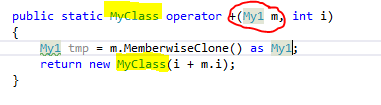 public static MyClass operator +(My1 m, int i)
{
My1 tmp = m.MemberwiseClone() as My1;
return new MyClass(i + m.i);
}